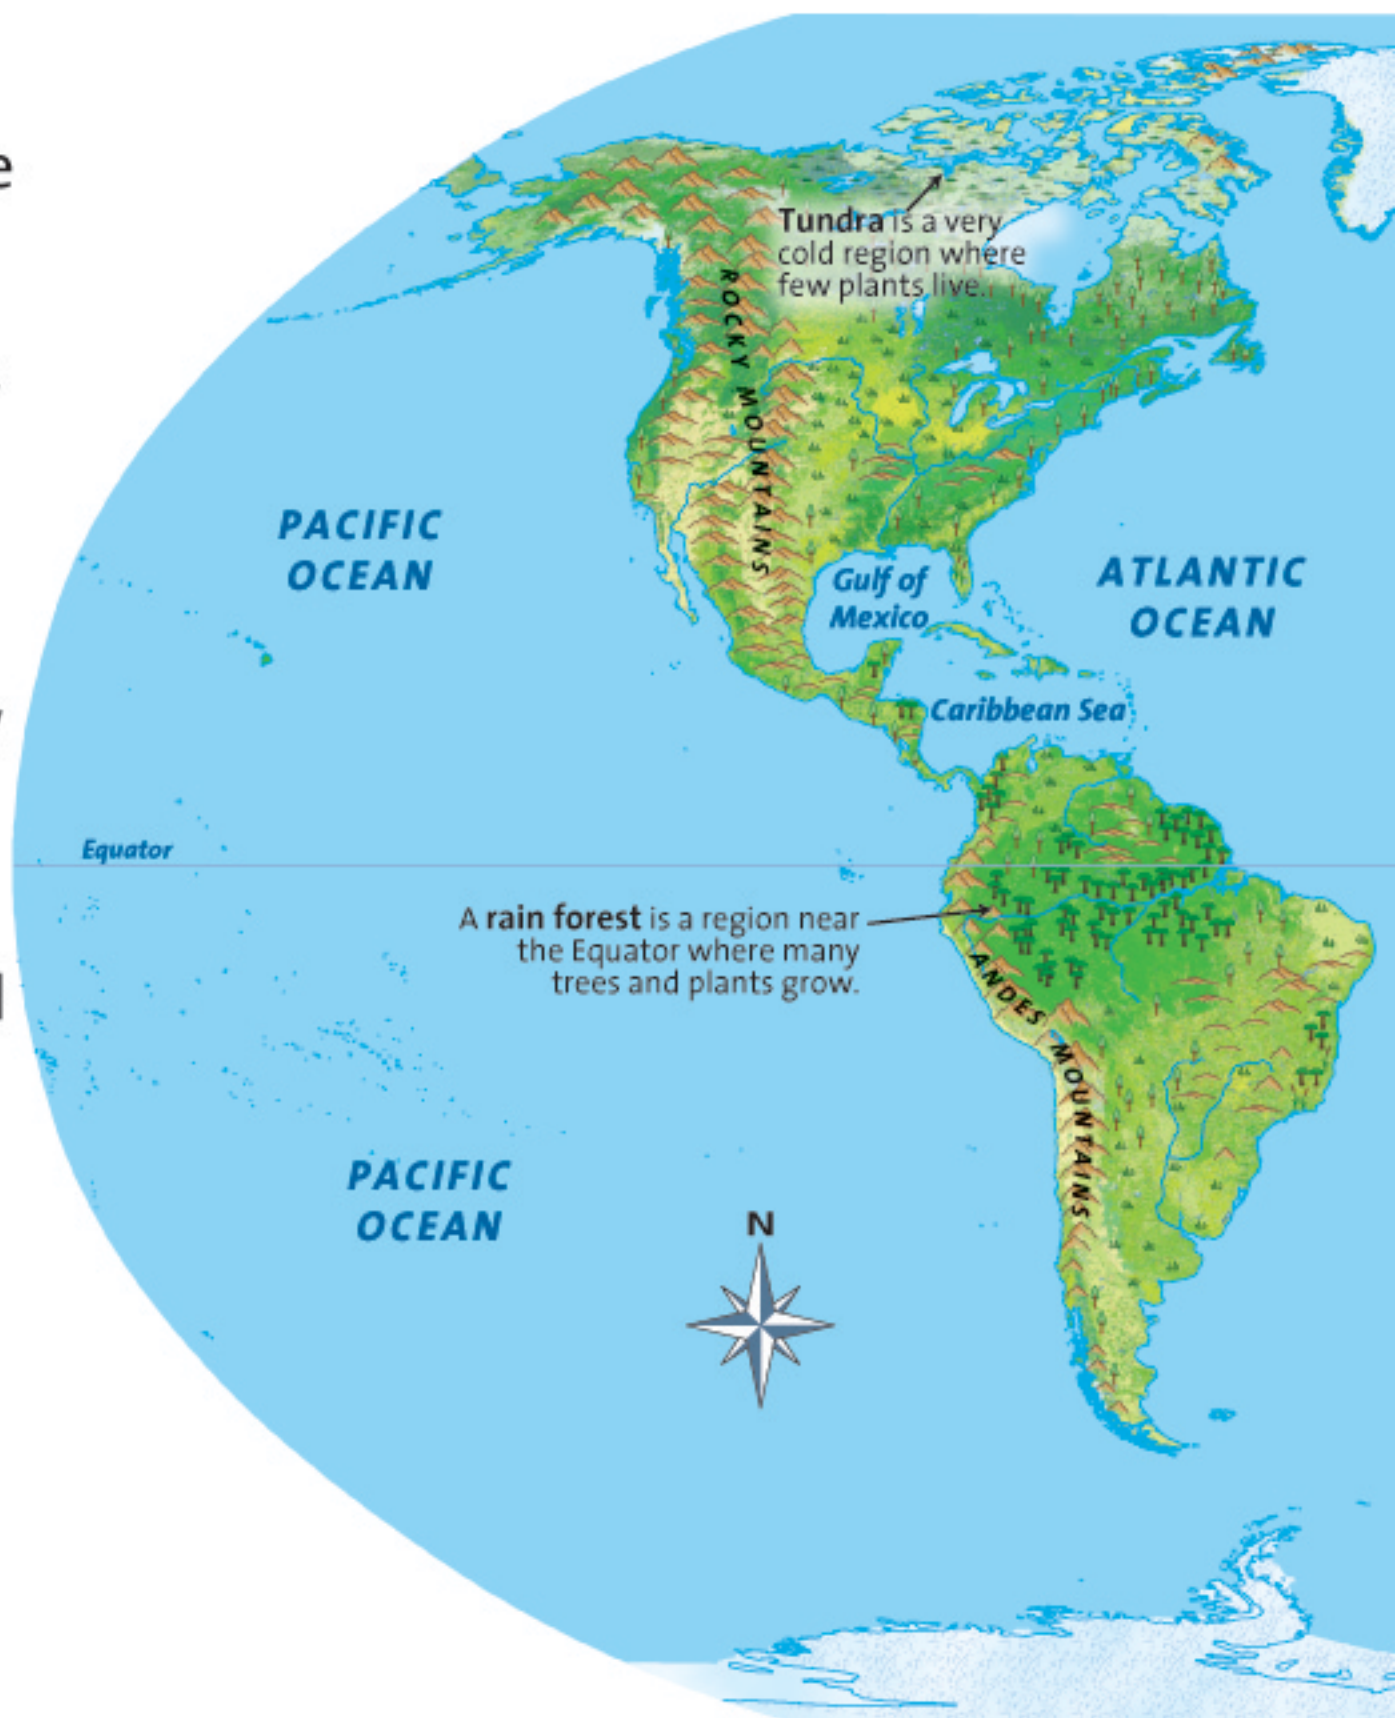 e
Tundra is a very
cold region where
few plants live.
ROCKY MOUNTAINS
PACIFIC
OCEAN
Gulf of
Mexico
ATLANTIC
OCEAN
Caribbean Sea
Equator
A rain forest is a region near
the Equator where many
trees and plants grow.
ANDES MOUNTAINS
PACIFIC
OCEAN
N